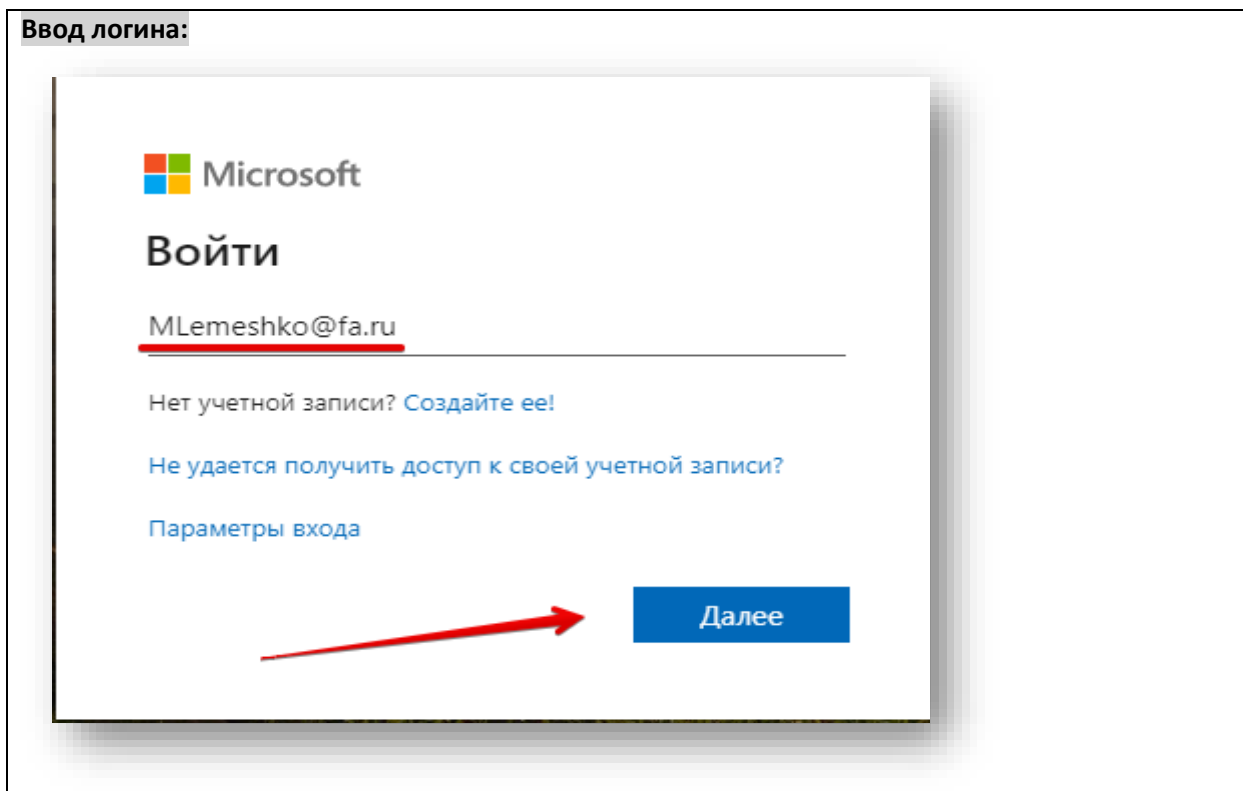 Ввод логина:
Microsoft
Войти
MLemeshko@fa.ru
Нет учетной записи? Создайте ее!
Не удается получить доступ к своей учетной записи?
Параметры входа
Далее